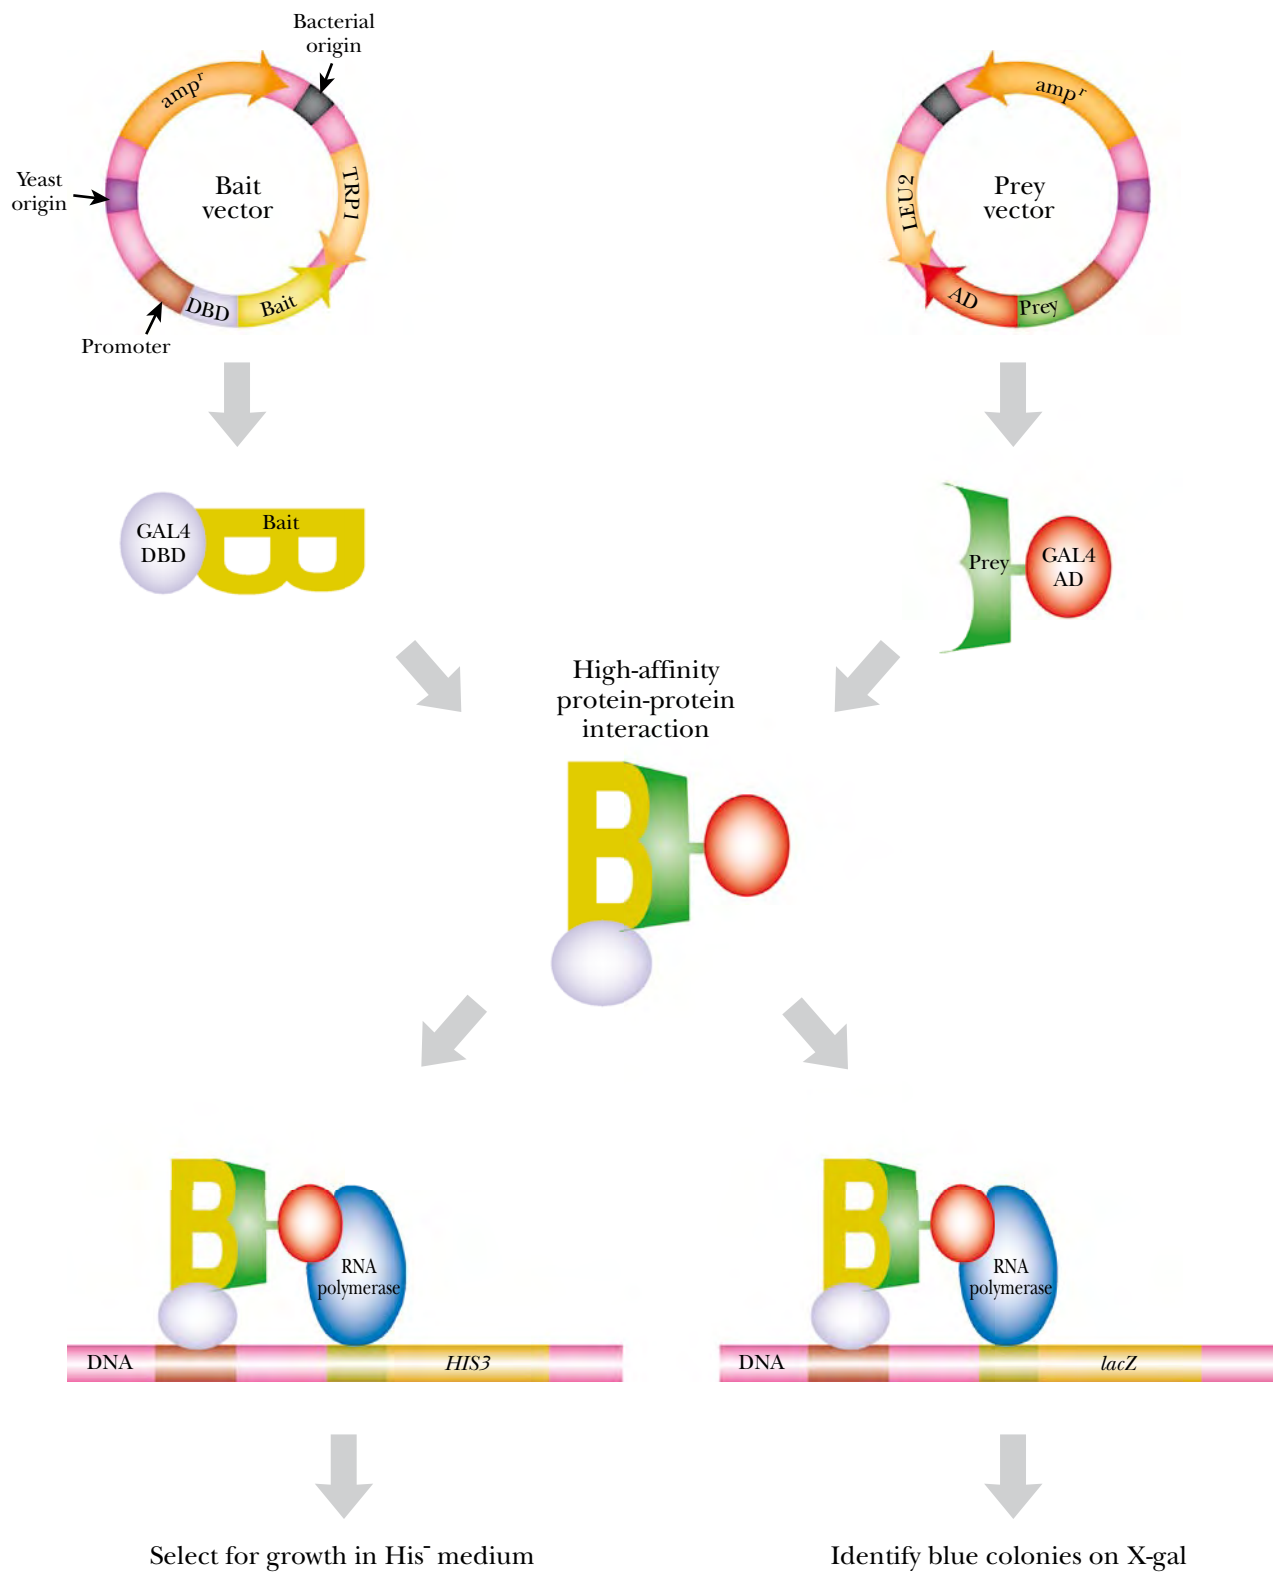 Bacterial
origin
amp^r
Yeast
origin
Bait
vector
TRP1
DBD
Bait
Promoter
amp^r
LEU2
Prey
vector
AD
Prey
GAL4
DBD
Bait
Prey
GAL4
AD
High-affinity
protein-protein
interaction
RNA
polymerase
DNA
HIS3
RNA
polymerase
DNA
lacZ
Select for growth in His⁻ medium
Identify blue colonies on X-gal